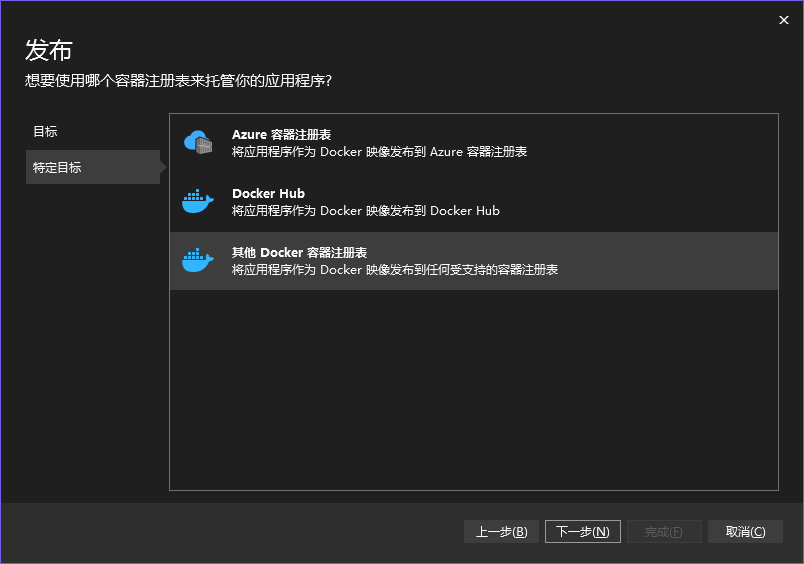 发布
想要使用哪个容器注册表来托管你的应用程序?
目标
特定目标
Azure 容器注册表
将应用程序作为 Docker 映像发布到 Azure 容器注册表
Docker Hub
将应用程序作为 Docker 映像发布到 Docker Hub
其他 Docker 容器注册表
将应用程序作为 Docker 映像发布到任何受支持的容器注册表
上一步(B)
下一步(N)
完成(F)
取消(C)